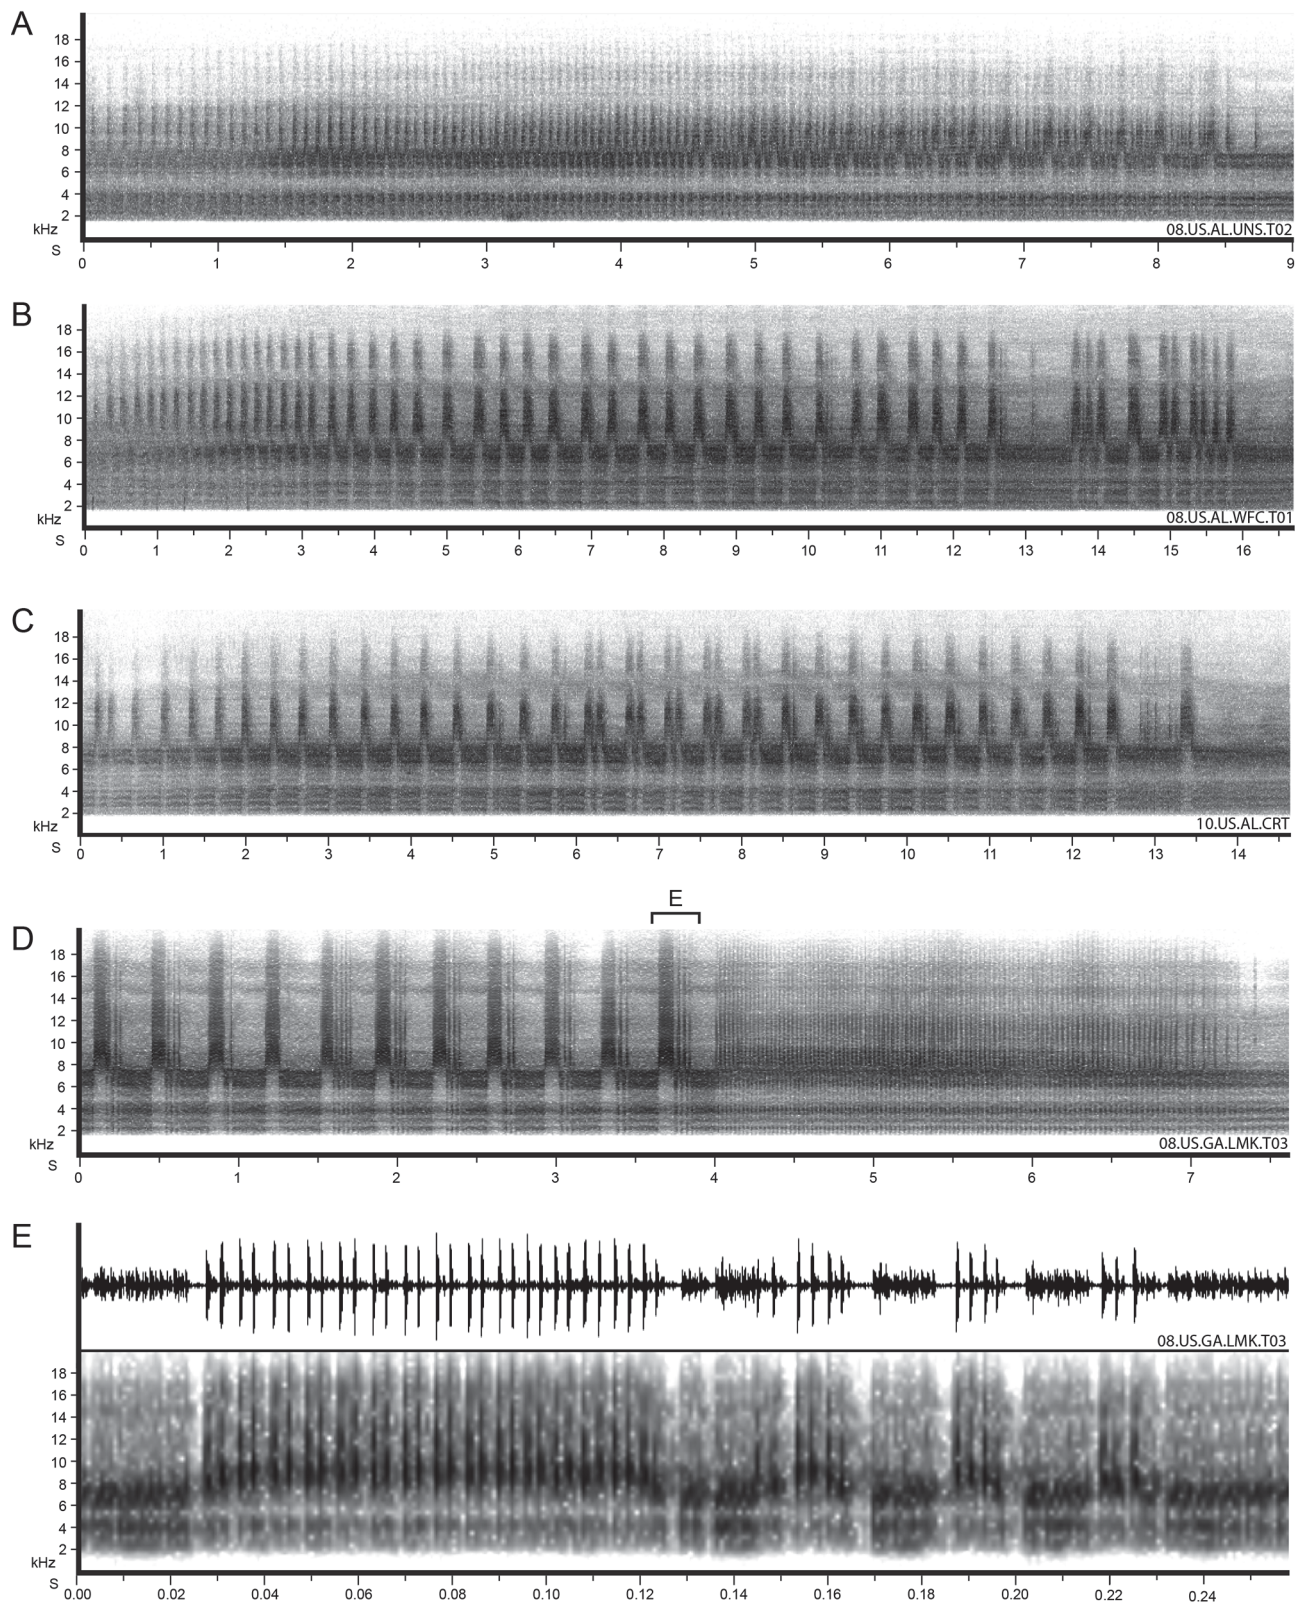 A
18
16
14
12
10
8
6
4
2
kHz
S
08.US.AL.UNS.T02
0 1 2 3 4 5 6 7 8 9
B
18
16
14
12
10
8
6
4
2
kHz
S
08.US.AL.WFC.T01
0 1 2 3 4 5 6 7 8 9 10 11 12 13 14 15 16
C
18
16
14
12
10
8
6
4
2
kHz
S
10.US.AL.CRT
0 1 2 3 4 5 6 7 8 9 10 11 12 13 14
E
D
18
16
14
12
10
8
6
4
2
kHz
S
08.US.GA.LMK.T03
0 1 2 3 4 5 6 7
E
08.US.GA.LMK.T03
18
16
14
12
10
8
6
4
2
kHz
S
0.00 0.02 0.04 0.06 0.08 0.10 0.12 0.14 0.16 0.18 0.20 0.22 0.24